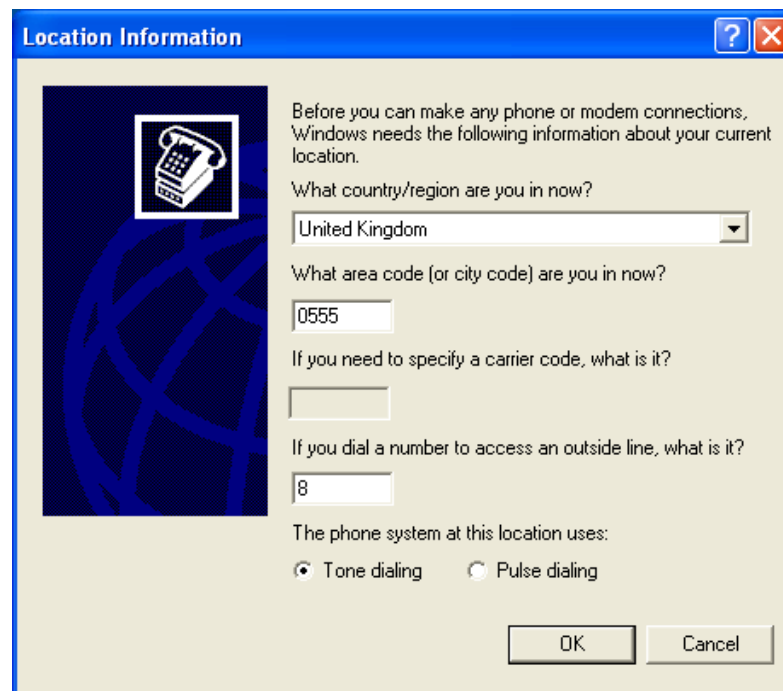 Location Information
Before you can make any phone or modem connections,
Windows needs the following information about your current
location.
What country/region are you in now?
United Kingdom
What area code (or city code) are you in now?
0555
If you need to specify a carrier code, what is it?
If you dial a number to access an outside line, what is it?
8
The phone system at this location uses:
Tone dialing Pulse dialing
OK Cancel